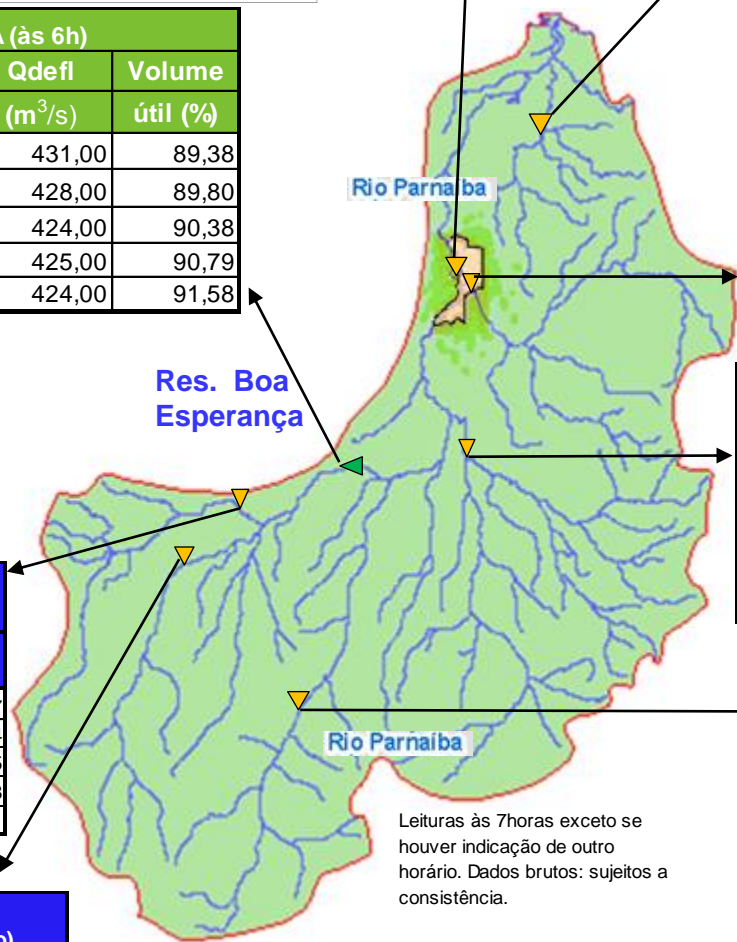 (às 6h)
Qdefl Volume
(m³/s) útil (%)
431,00 89,38
428,00 89,80
424,00 90,38
425,00 90,79
424,00 91,58
Rio Parnaíba
Res. Boa
Esperança
Rio Parnaíba
Leituras às 7horas exceto se
houver indicação de outro
horário. Dados brutos: sujeitos a
consistência.